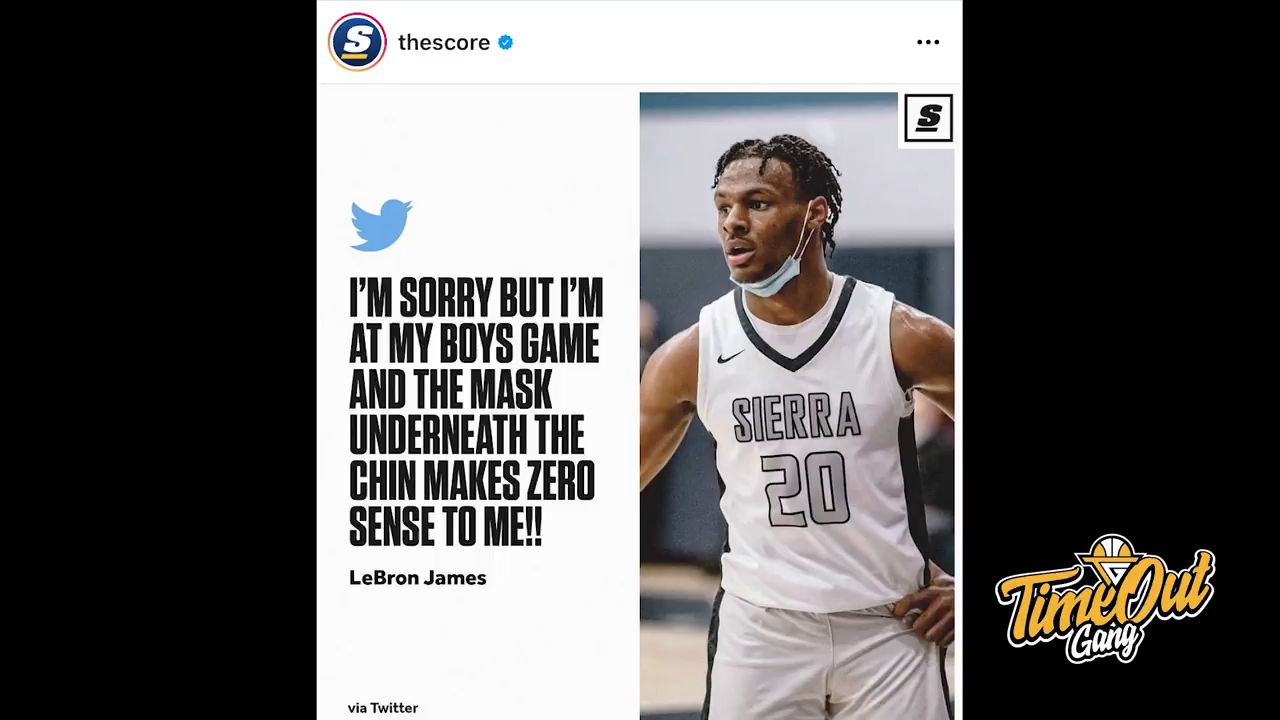 thescore
I'M SORRY BUT I'M
AT MY BOYS GAME
AND THE MASK
UNDERNEATH THE
CHIN MAKES ZERO
SENSE TO ME!!
LeBron James
via Twitter
SIERRA
20
TimeOut
Gang